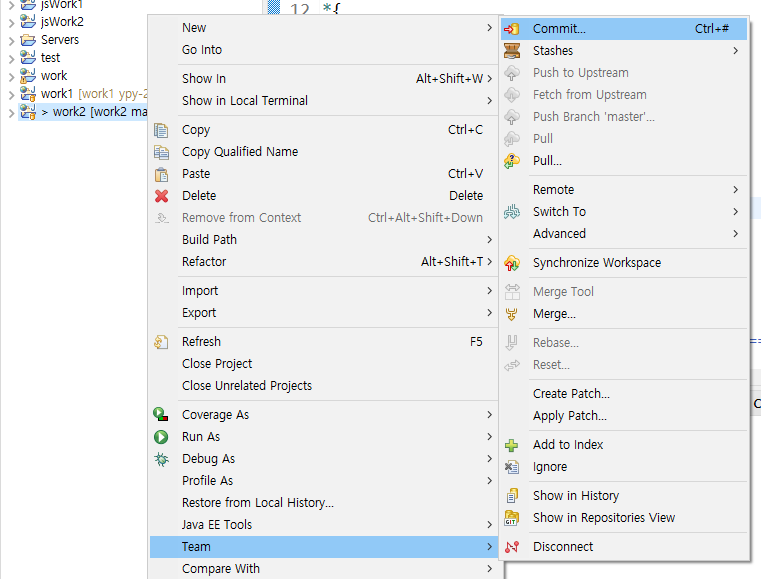 jsWork1
jsWork2
Servers
test
work
work1 [work1 ypy-2
> work2 [work2 ma
12 *{
New
Go Into
Show In Alt+Shift+W >
Show in Local Terminal >
Copy Ctrl+C
Copy Qualified Name
Paste Ctrl+V
Delete Delete
Remove from Context Ctrl+Alt+Shift+Down
Build Path >
Refactor Alt+Shift+T >
Import >
Export >
Refresh F5
Close Project
Close Unrelated Projects
Coverage As >
Run As >
Debug As >
Profile As >
Restore from Local History...
Java EE Tools >
Team >
Compare With >
Commit... Ctrl+#
Stashes >
Push to Upstream
Fetch from Upstream
Push Branch 'master'...
Pull
Pull...
Remote >
Switch To >
Advanced >
Synchronize Workspace
Merge Tool
Merge...
Rebase...
Reset...
Create Patch...
Apply Patch...
Add to Index
Ignore
Show in History
GIT Show in Repositories View
Disconnect
==